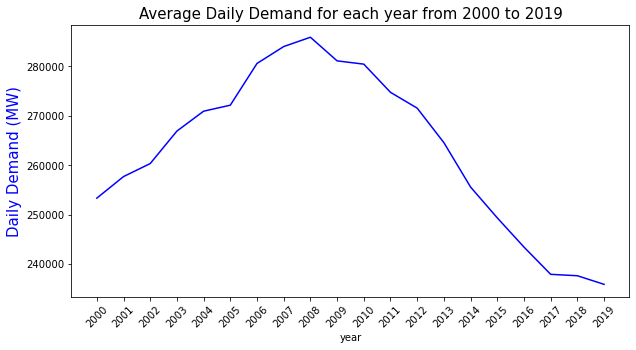 Average Daily Demand for each year from 2000 to 2019
Daily Demand (MW)
280000
270000
260000
250000
240000
2000 2001 2002 2003 2004 2005 2006 2007 2008 2009 2010 2011 2012 2013 2014 2015 2016 2017 2018 2019
year